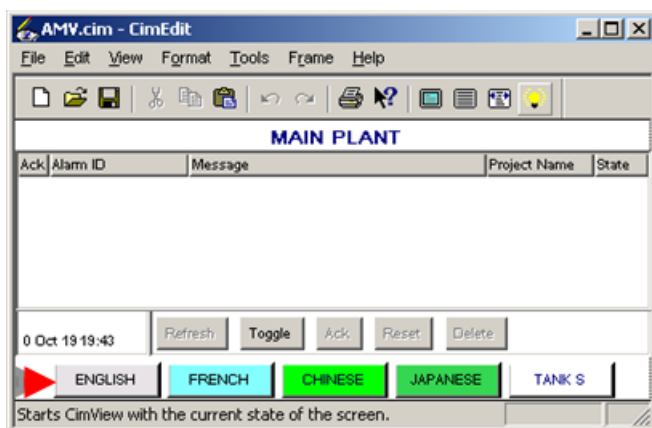 AMV.cim - CimEdit
File Edit View Format Tools Frame Help
MAIN PLANT
Ack Alarm ID Message Project Name State
0 Oct 19 19:43 Refresh Toggle Ack Reset Delete
ENGLISH FRENCH CHINESE JAPANESE TANK S
Starts CimView with the current state of the screen.